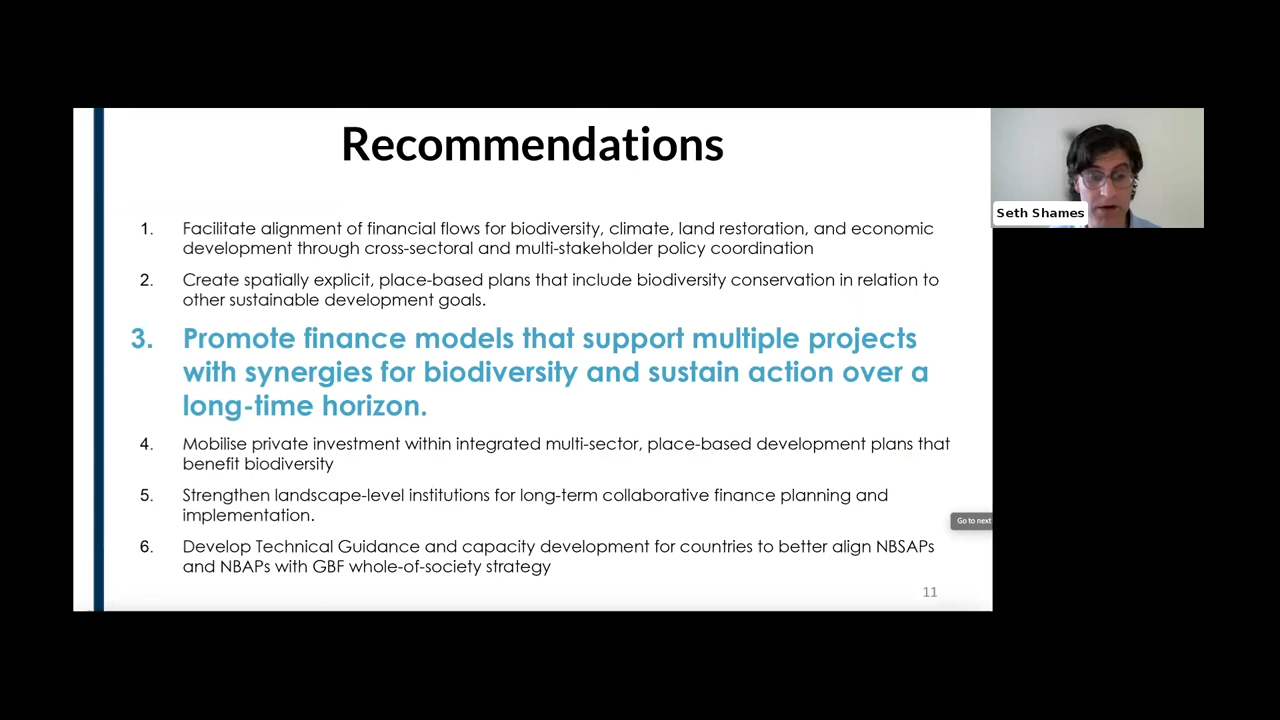 Recommendations
1. Facilitate alignment of financial flows for biodiversity, climate, land restoration, and economic
development through cross-sectoral and multi-stakeholder policy coordination
2. Create spatially explicit, place-based plans that include biodiversity conservation in relation to
other sustainable development goals.
3. Promote finance models that support multiple projects
with synergies for biodiversity and sustain action over a
long-time horizon.
4. Mobilise private investment within integrated multi-sector, place-based development plans that
benefit biodiversity
5. Strengthen landscape-level institutions for long-term collaborative finance planning and
implementation.
6. Develop Technical Guidance and capacity development for countries to better align NBSAPs
and NBAPs with GBF whole-of-society strategy
11
Go to next
Seth Shames